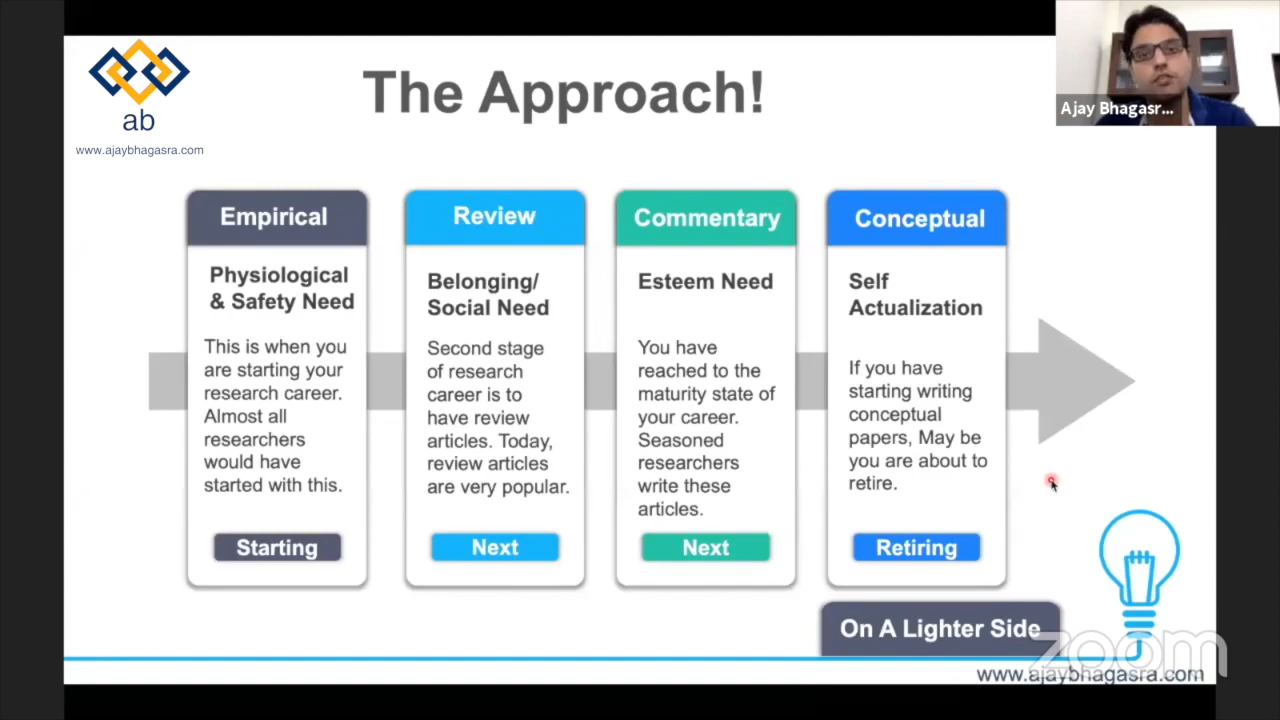 ab
www.ajaybhagasra.com
The Approach!
Ajay Bhagasr...
Empirical
Physiological
& Safety Need
This is when you
are starting your
research career.
Almost all
researchers
would have
started with this.
Starting
Review
Belonging/
Social Need
Second stage
of research
career is to
have review
articles. Today,
review articles
are very popular.
Next
Commentary
Esteem Need
You have
reached to the
maturity state of
your career.
Seasoned
researchers
write these
articles.
Next
Conceptual
Self
Actualization
If you have
starting writing
conceptual
papers, May be
you are about to
retire.
Retiring
On A Lighter Side
zoom
www.ajaybhagasra.com